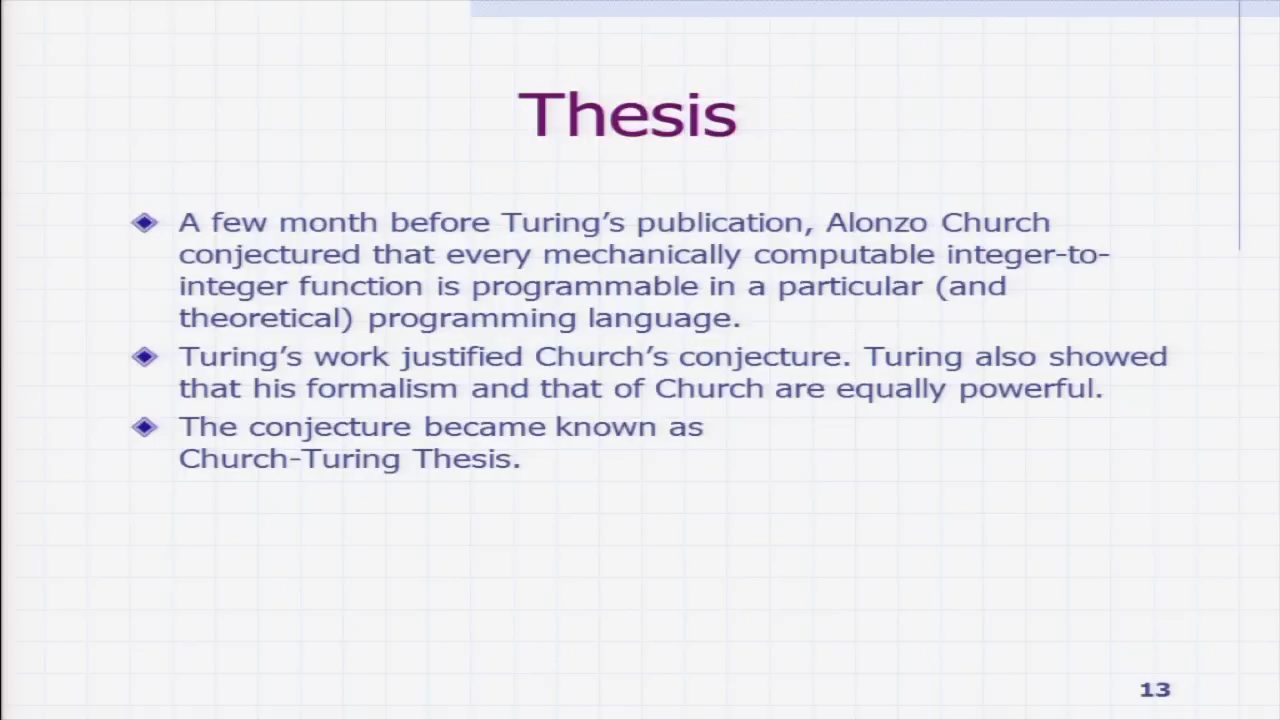 Thesis
A few month before Turing’s publication, Alonzo Church
conjectured that every mechanically computable integer-to-
integer function is programmable in a particular (and
theoretical) programming language.
Turing’s work justified Church’s conjecture. Turing also showed
that his formalism and that of Church are equally powerful.
The conjecture became known as
Church-Turing Thesis.
13